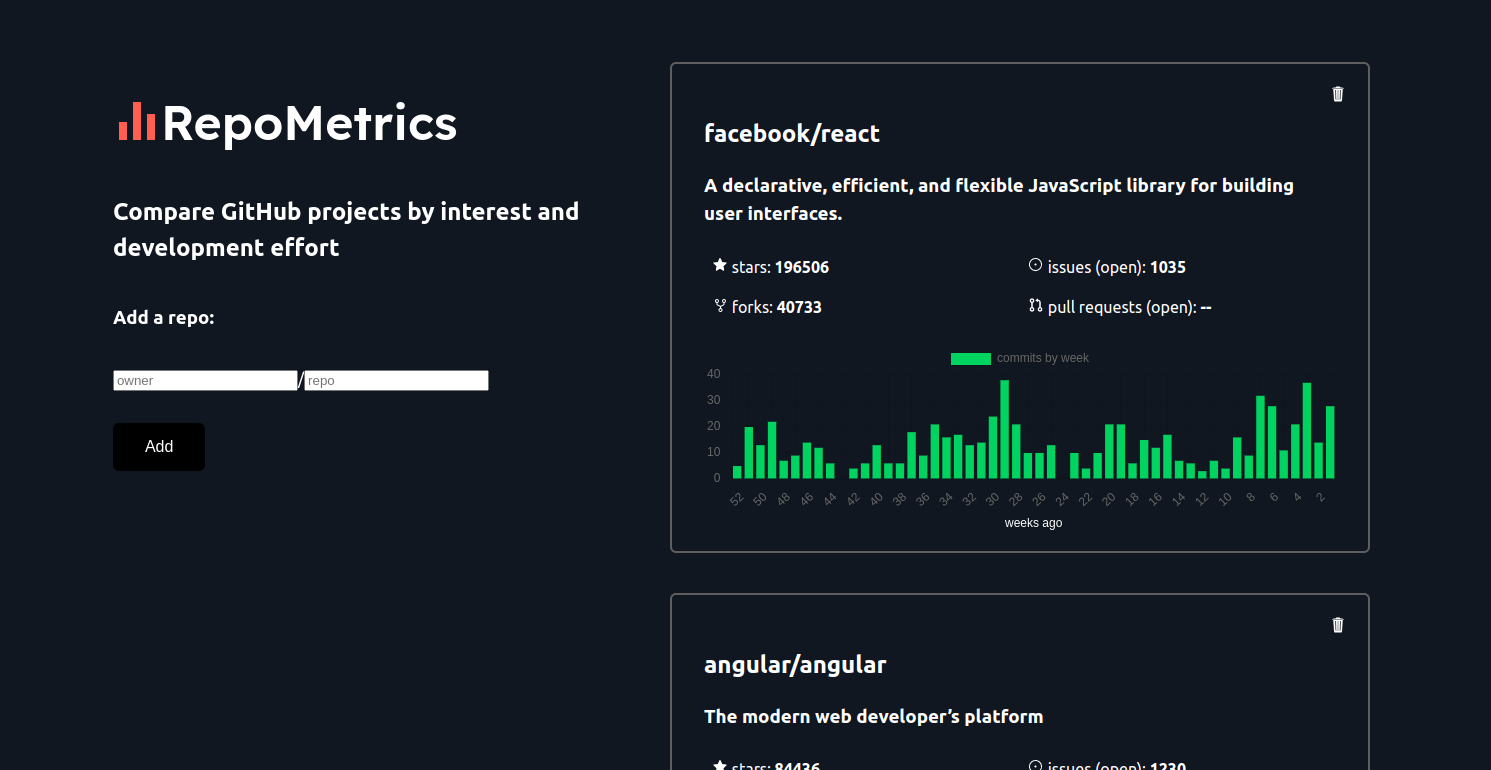 RepoMetrics
Compare GitHub projects by interest and
development effort
Add a repo:
owner / repo
Add
facebook/react
A declarative, efficient, and flexible JavaScript library for building
user interfaces.
stars: 196506 issues (open): 1035
forks: 40733 pull requests (open): --
commits by week
40
30
20
10
0
52 50 48 46 44 42 40 38 36 34 32 30 28 26 24 22 20 18 16 14 12 10 8 6 4 2
weeks ago
angular/angular
The modern web developer’s platform
stars: 84436 issues (open): 1230